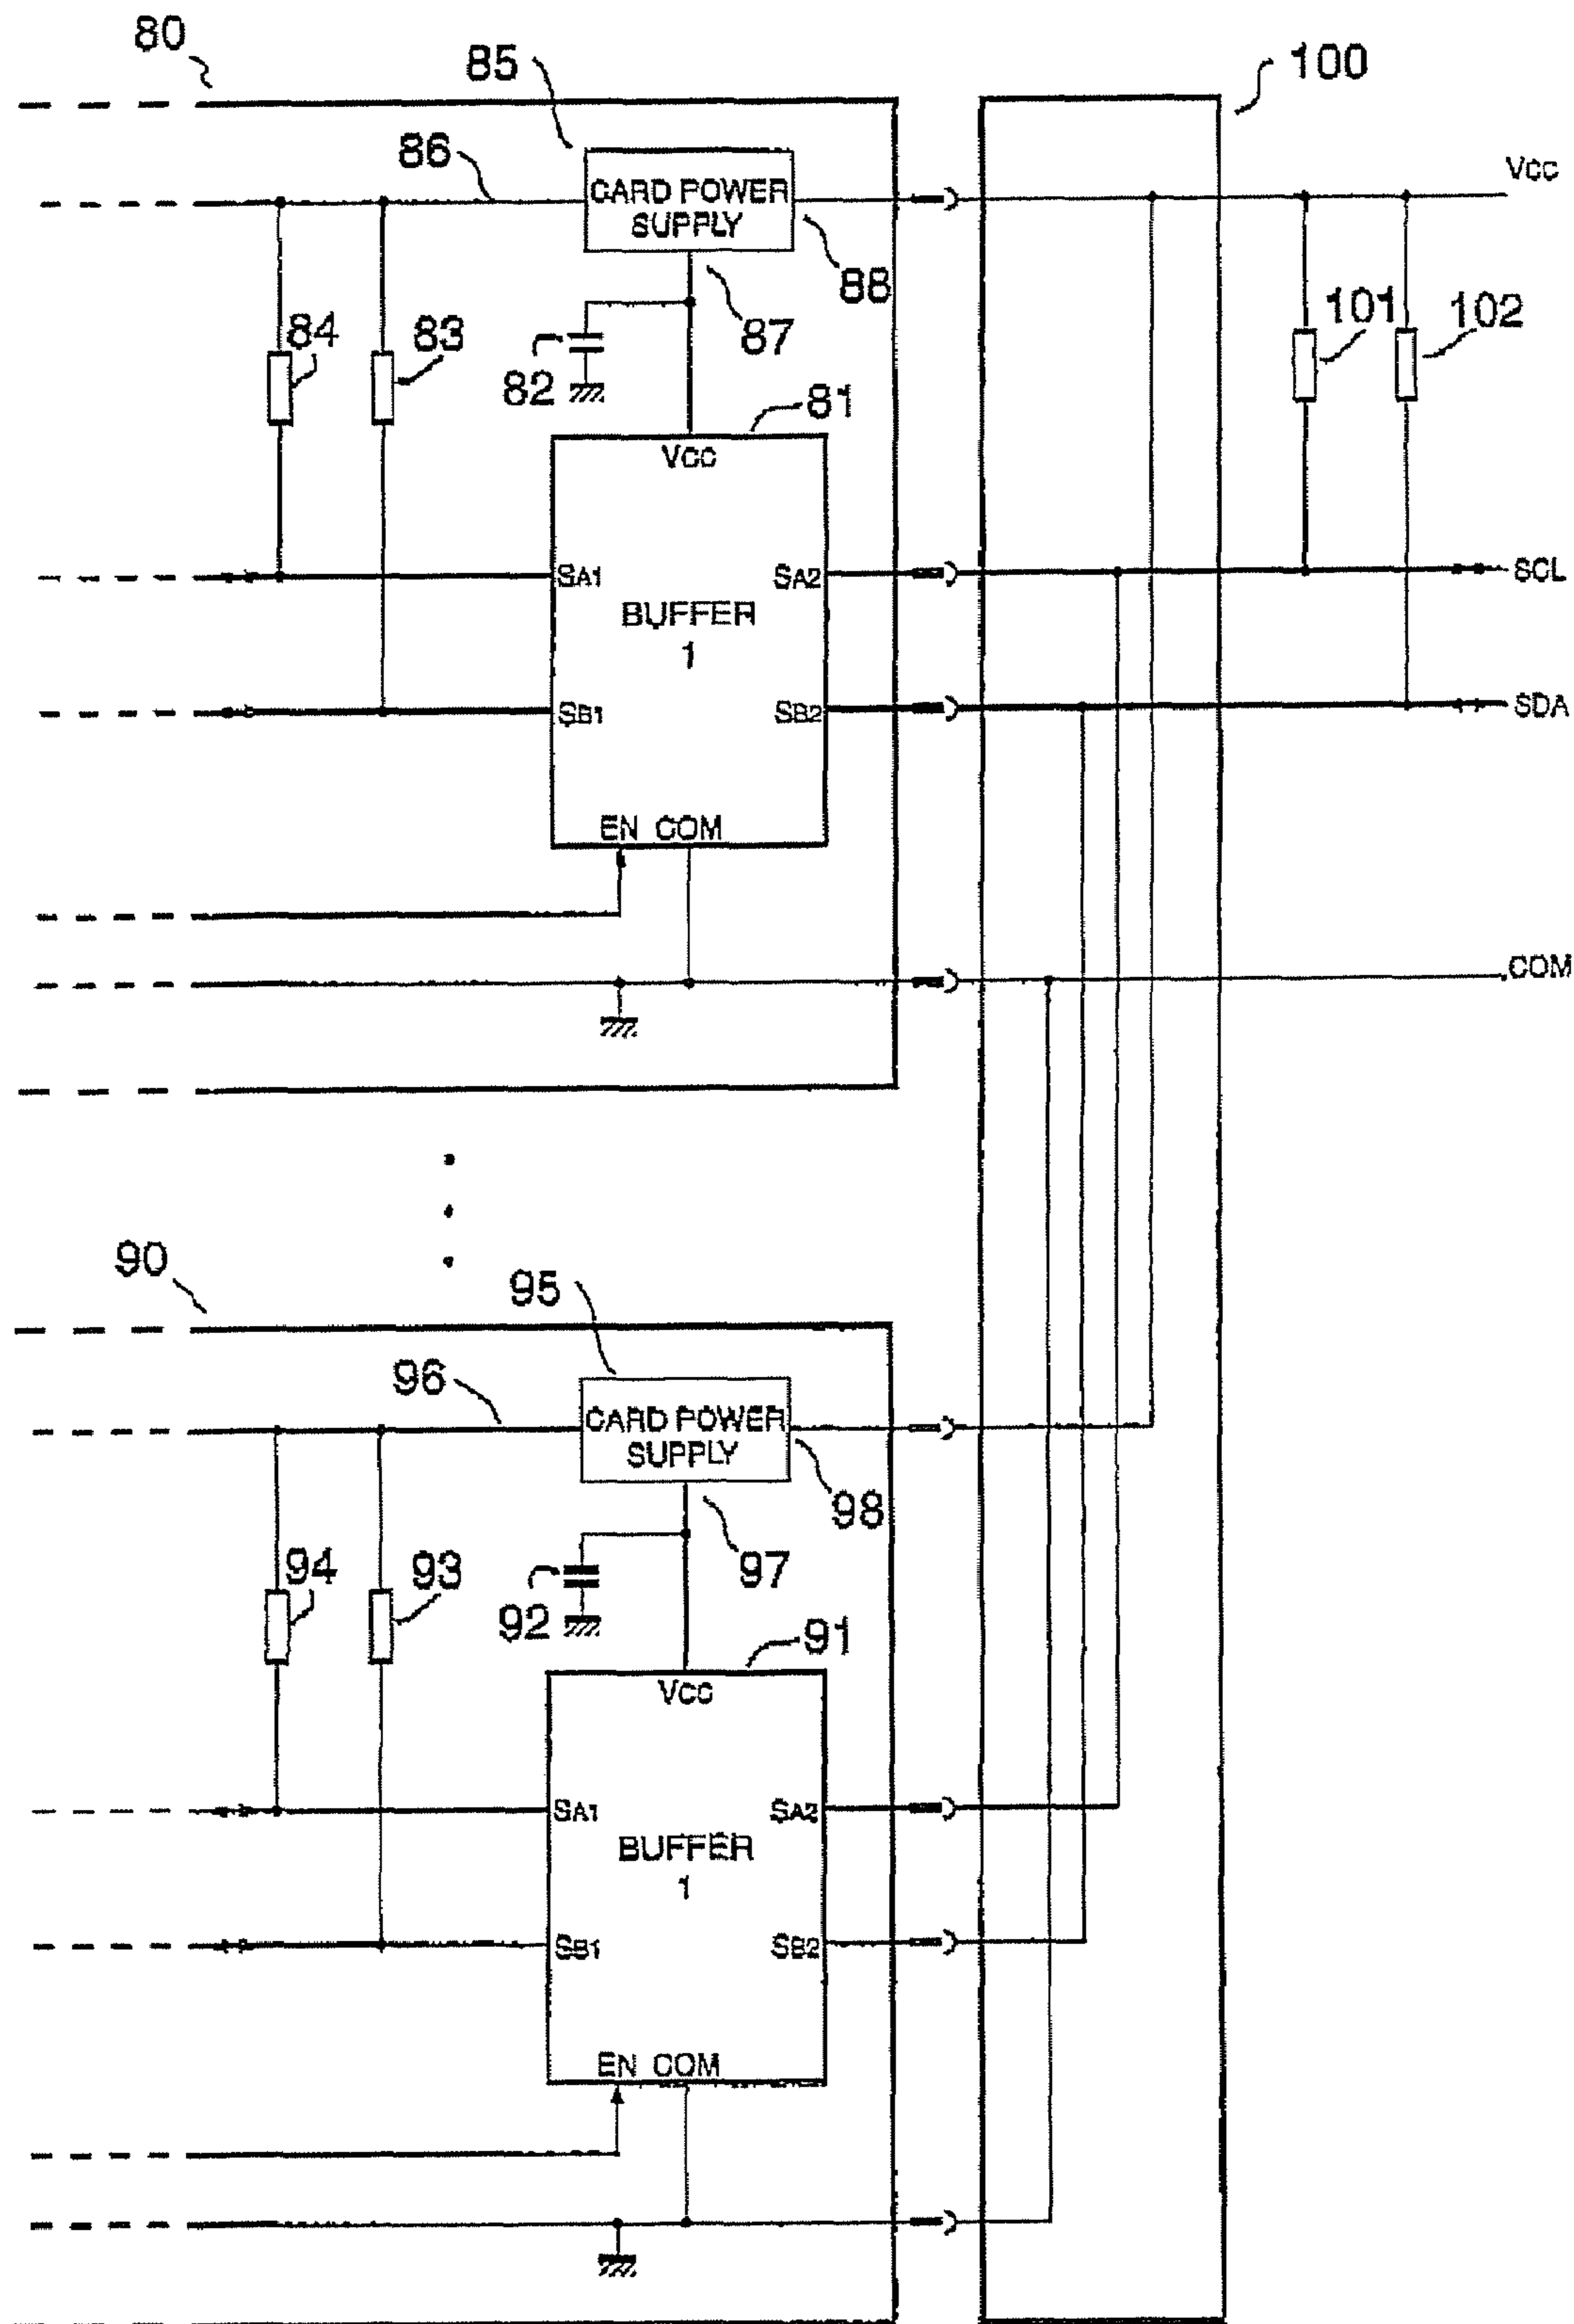 80
85
100
86
CARD POWER
SUPPLY
Vcc
88
87
84
83
82
101
102
81
Vcc
SA1
SA2
SCL
BUFFER
1
SB1
SB2
SDA
EN COM
COM
90
95
96
CARD POWER
SUPPLY
98
97
94
93
92
91
Vcc
SA1
SA2
BUFFER
1
SB1
SB2
EN COM